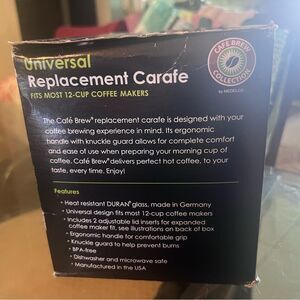 Universal
Replacement Carafe
FITS MOST 12-CUP COFFEE MAKERS
CAFÉ BREW
COLLECTION
by MEDELCO
The Café Brew® replacement carafe is designed with your
coffee brewing experience in mind. Its ergonomic
handle with knuckle guard allows for complete comfort
and ease of use when preparing your morning cup of
coffee. Café Brew® delivers perfect hot coffee, to your
taste, every time. Enjoy!
Features
• Heat resistant DURAN® glass, made in Germany
• Universal design fits most 12-cup coffee makers
• Includes 2 adjustable lid inserts for expanded
coffee maker fit, see illustrations on back of box
• Ergonomic handle for comfortable grip
• Knuckle guard to help prevent burns
• BPA-free
• Dishwasher and microwave safe
• Manufactured in the USA